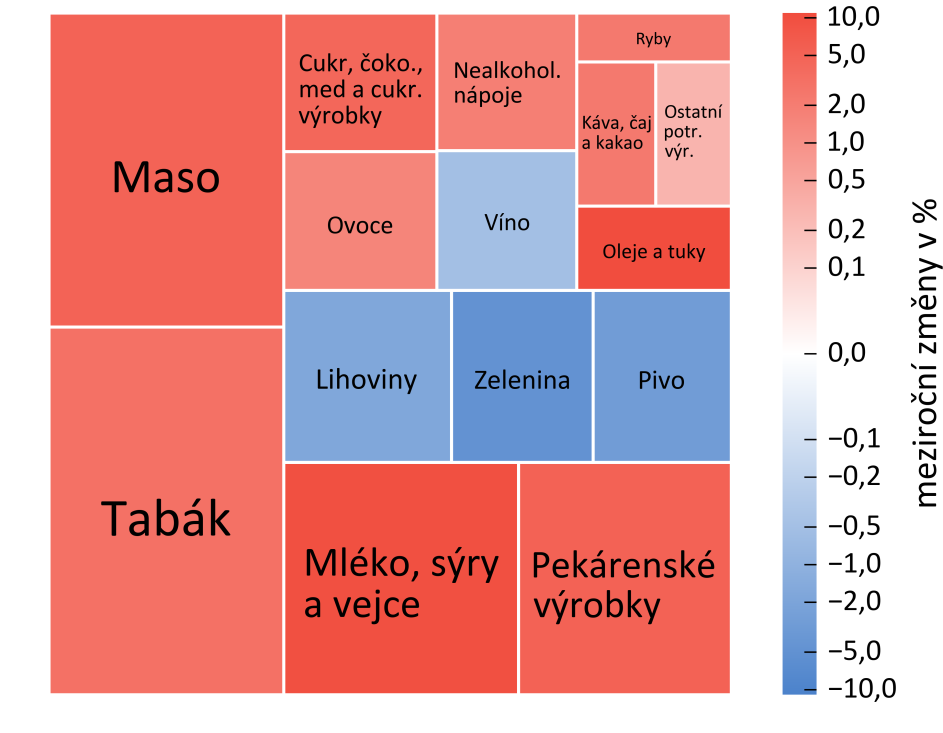 Maso
Tabák
Cukr, čoko.,
med a cukr.
výrobky
Nealkohol.
nápoje
Ryby
Káva, čaj
a kakao
Ostatní
potr.
výr.
Ovoce
Víno
Oleje a tuky
Lihoviny
Zelenina
Pivo
Mléko, sýry
a vejce
Pekárenské
výrobky
10,0
5,0
2,0
1,0
0,5
0,2
0,1
0,0
−0,1
−0,2
−0,5
−1,0
−2,0
−5,0
−10,0
meziroční změny v %